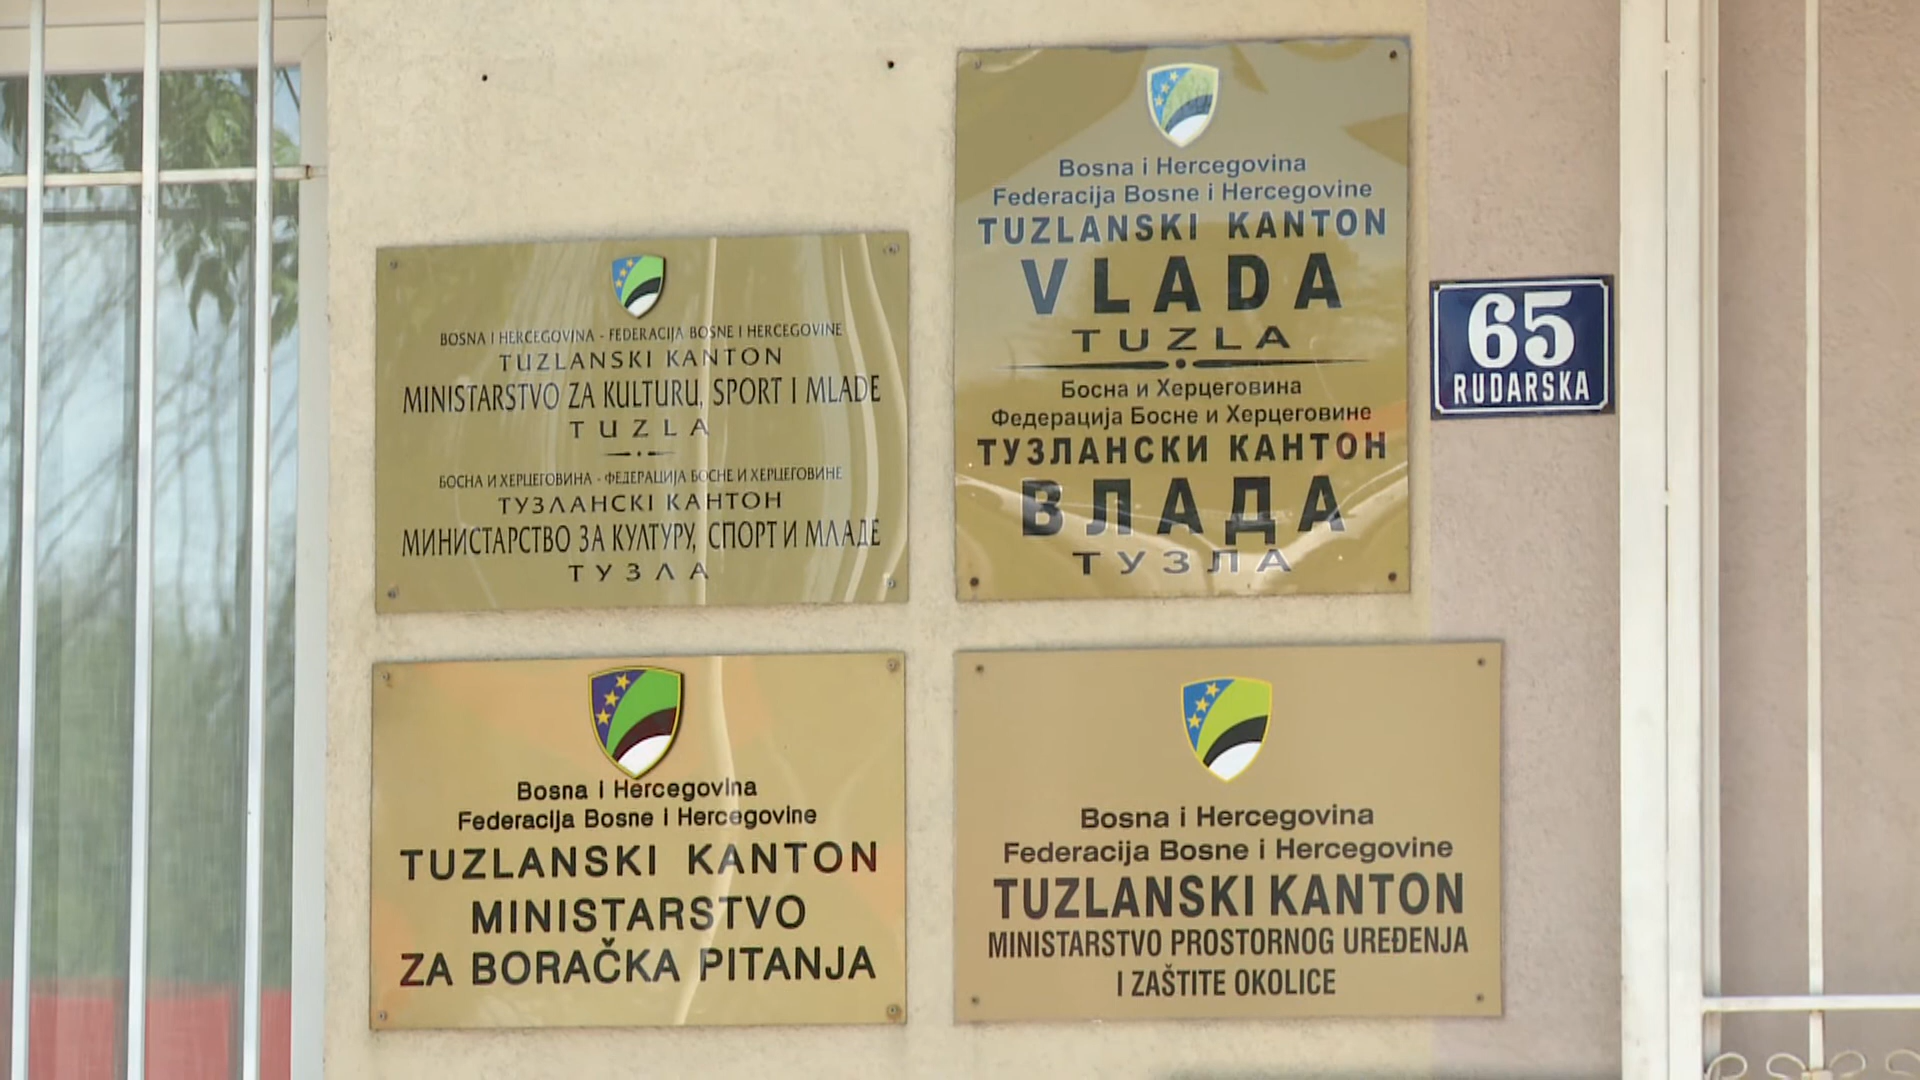 BOSNA I HERCEGOVINA - FEDERACIJA BOSNE I HERCEGOVINE
TUZLANSKI KANTON
MINISTARSTVO ZA KULTURU, SPORT I MLADE
TUZLA
БОСНА И ХЕРЦЕГОВИНА - ФЕДЕРАЦИЈА БОСНЕ И ХЕРЦЕГОВИНЕ
ТУЗЛАНСКІ КАНТОН
МИНИСТАРСТВО ЗА КУЛТУРУ, СПОРТ И МЛАДЕ
ТУЗЛА
Bosna i Hercegovina
Federacija Bosne i Hercegovine
TUZLANSKI KANTON
VLADA
TUZLA
Босна и Херцеговина
Федерација Босне и Херцеговине
ТУЗЛАНСКИ КАНТОН
ВЛАДА
ТУЗЛА
65
RUDARSKA
Bosna i Hercegovina
Federacija Bosne i Hercegovine
TUZLANSKI KANTON
MINISTARSTVO
ZA BORAČKA PITANJA
Bosna i Hercegovina
Federacija Bosne i Hercegovine
TUZLANSKI KANTON
MINISTARSTVO PROSTORNOG UREĐENJA
I ZAŠTITE OKOLICE